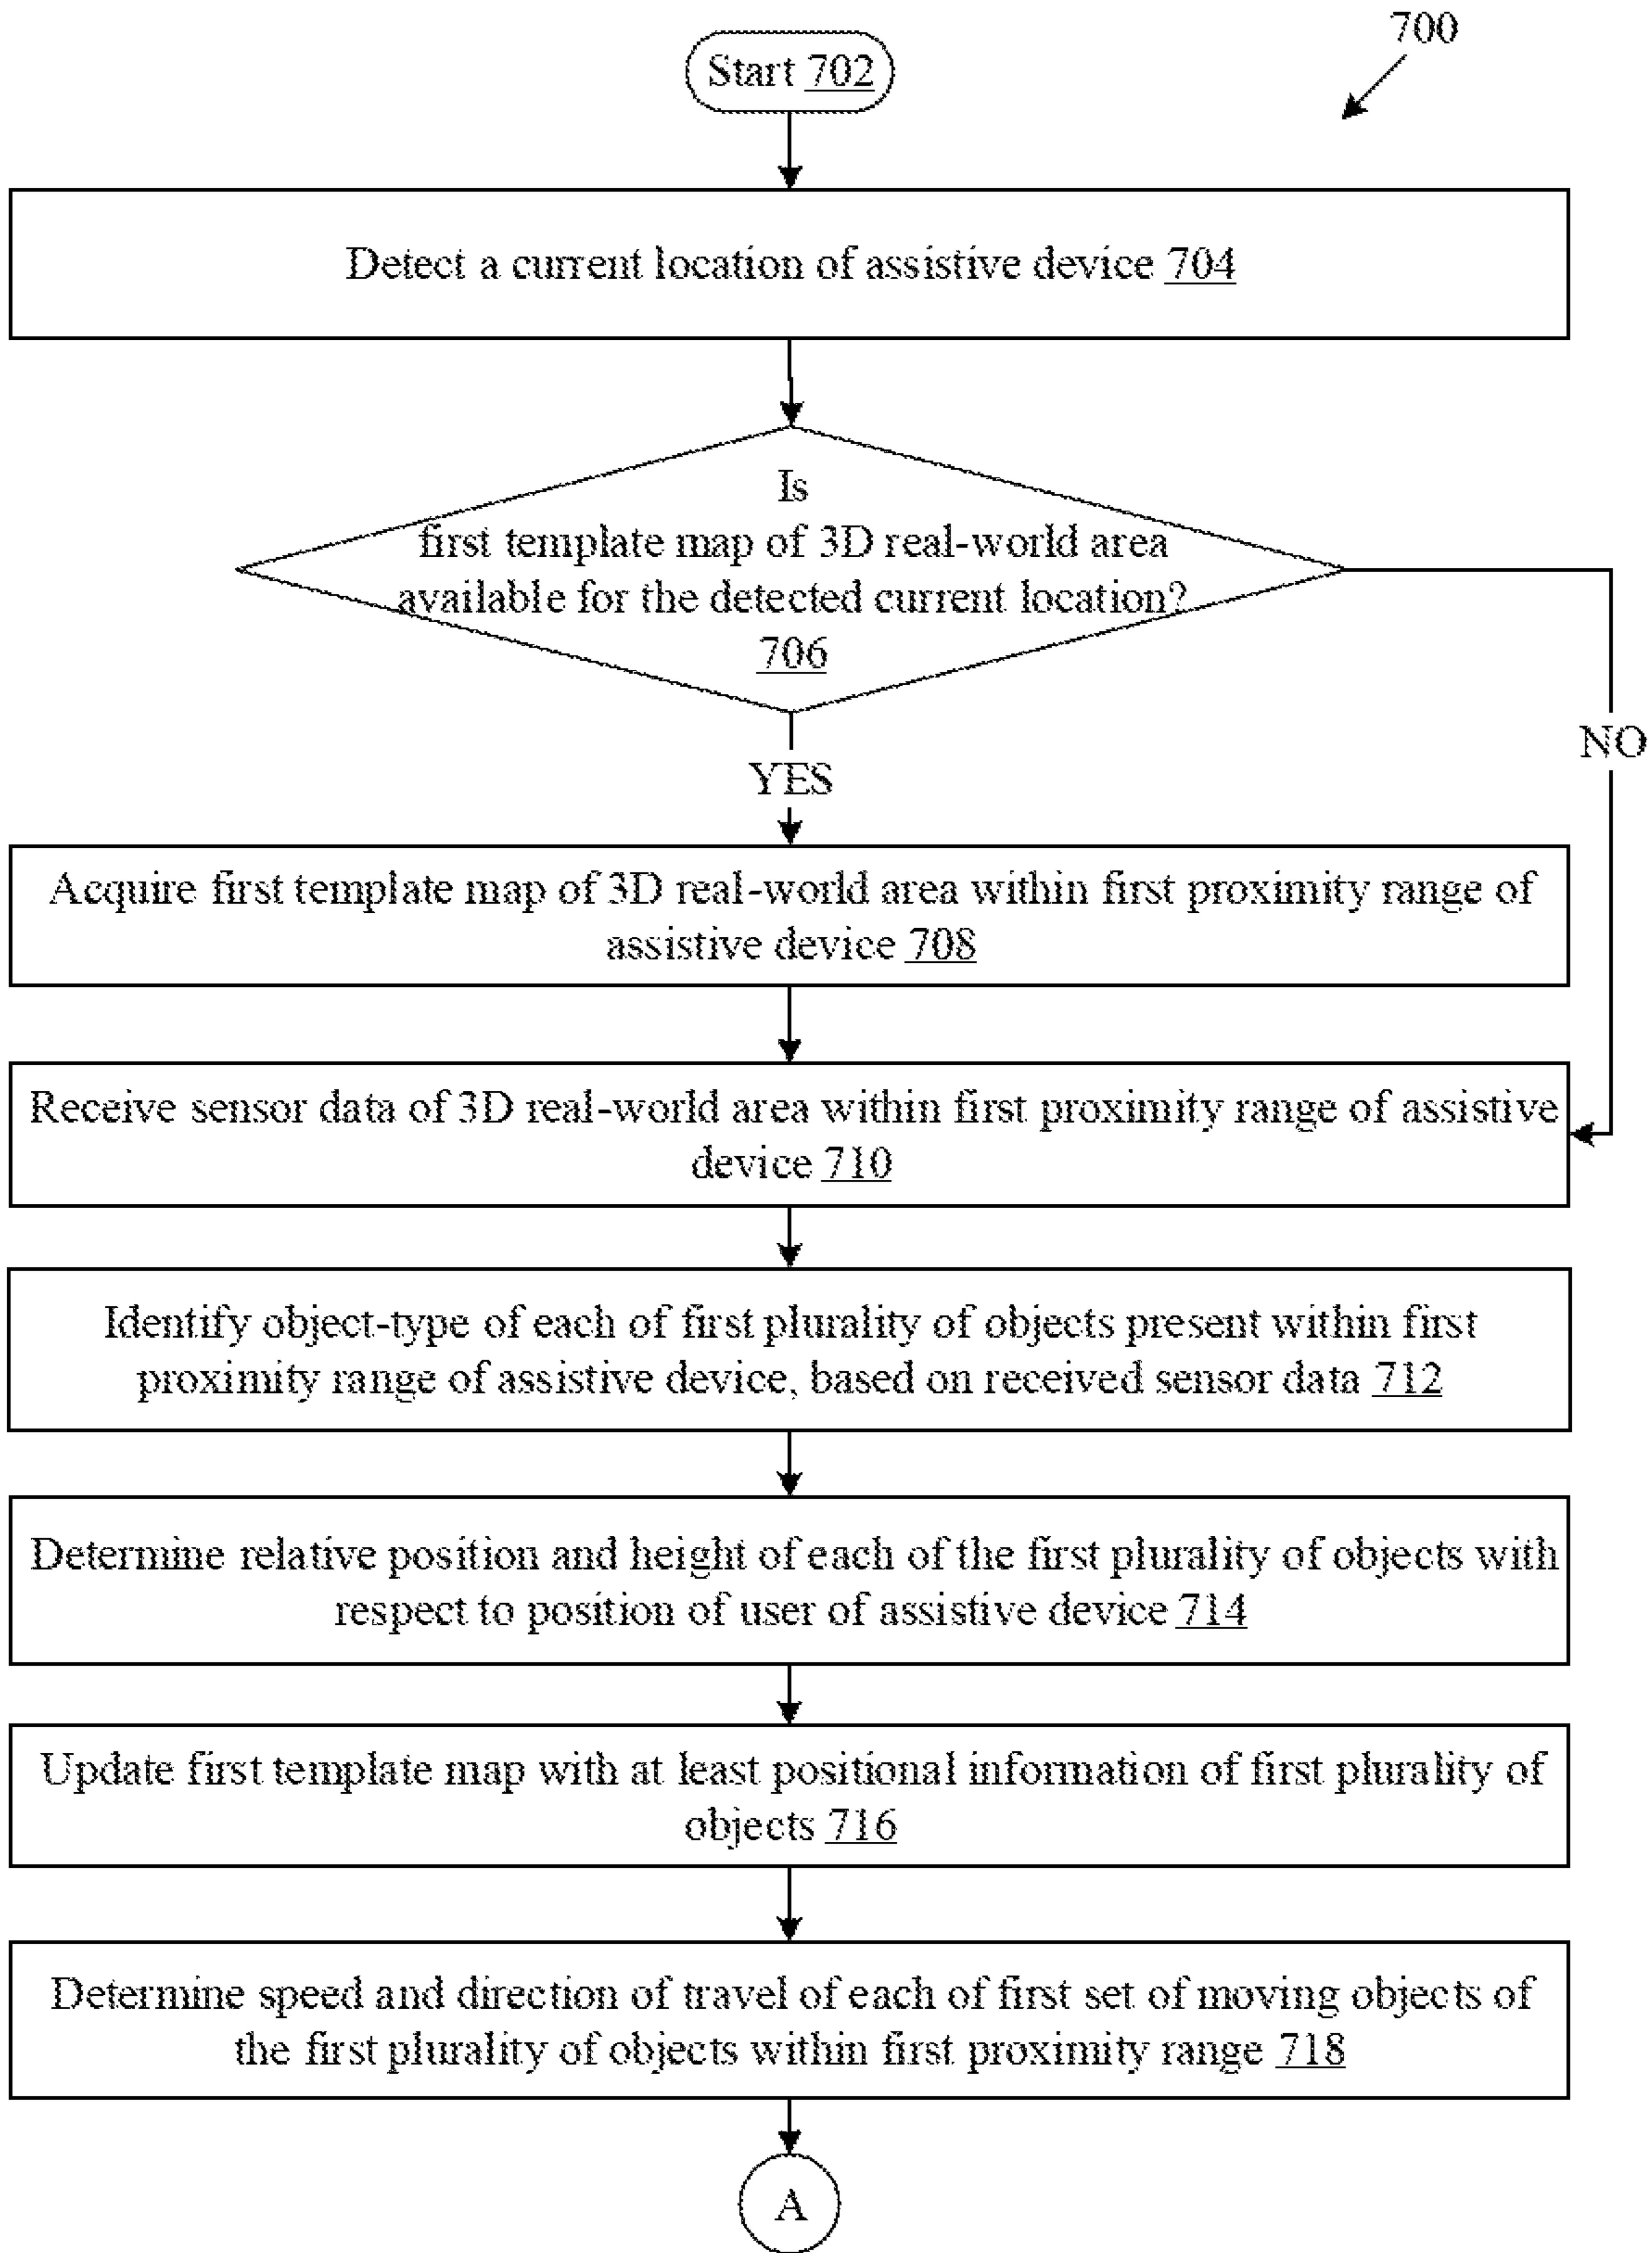 700
Start 702
Detect a current location of assistive device 704
Is
first template map of 3D real-world area
available for the detected current location?
706
NO
YES
Acquire first template map of 3D real-world area within first proximity range of
assistive device 708
Receive sensor data of 3D real-world area within first proximity range of assistive
device 710
Identify object-type of each of first plurality of objects present within first
proximity range of assistive device, based on received sensor data 712
Determine relative position and height of each of the first plurality of objects with
respect to position of user of assistive device 714
Update first template map with at least positional information of first plurality of
objects 716
Determine speed and direction of travel of each of first set of moving objects of
the first plurality of objects within first proximity range 718
A